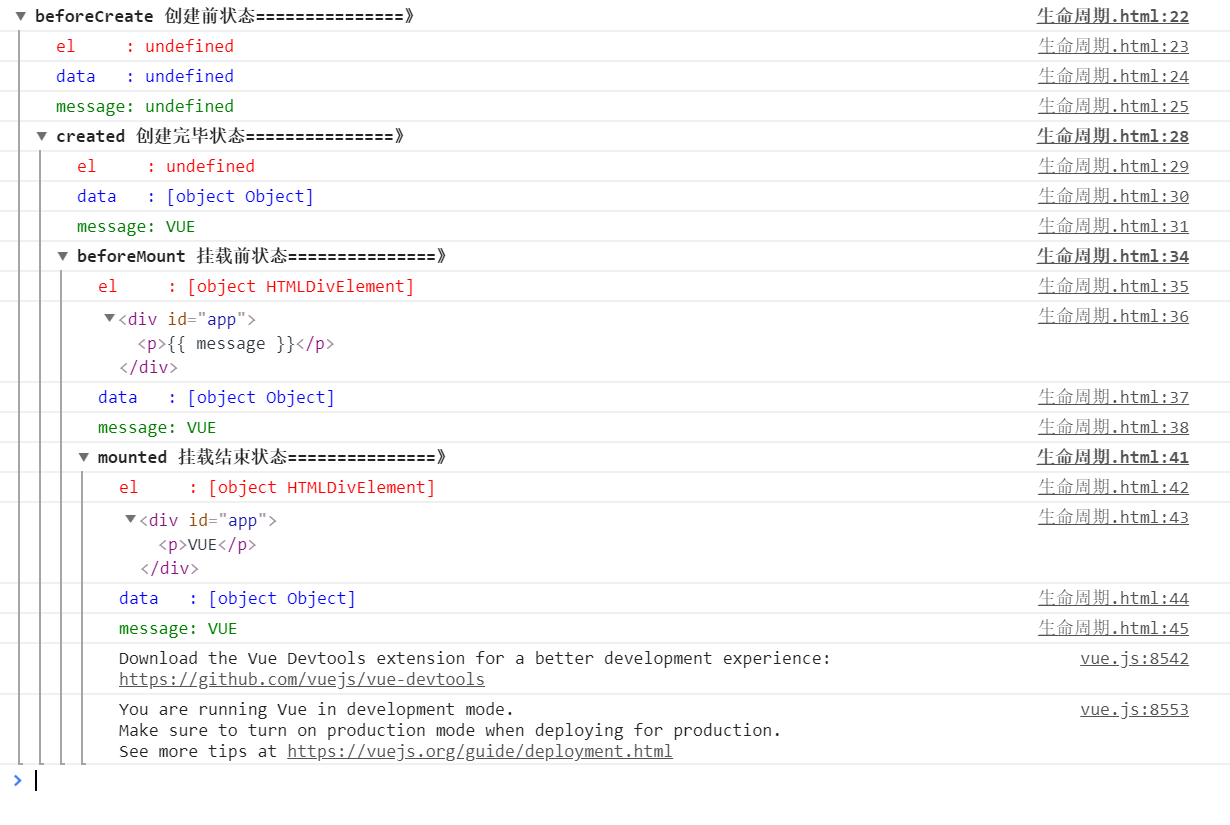 beforeCreate 创建前状态===============》 生命周期.html:22
el     : undefined 生命周期.html:23
data   : undefined 生命周期.html:24
message: undefined 生命周期.html:25
created 创建完毕状态===============》 生命周期.html:28
el     : undefined 生命周期.html:29
data   : [object Object] 生命周期.html:30
message: VUE 生命周期.html:31
beforeMount 挂载前状态===============》 生命周期.html:34
el     : [object HTMLDivElement] 生命周期.html:35
<div id="app"> 生命周期.html:36
<p>{{ message }}</p>
</div>
data   : [object Object] 生命周期.html:37
message: VUE 生命周期.html:38
mounted 挂载结束状态===============》 生命周期.html:41
el     : [object HTMLDivElement] 生命周期.html:42
<div id="app"> 生命周期.html:43
<p>VUE</p>
</div>
data   : [object Object] 生命周期.html:44
message: VUE 生命周期.html:45
Download the Vue Devtools extension for a better development experience: vue.js:8542
https://github.com/vuejs/vue-devtools
You are running Vue in development mode. vue.js:8553
Make sure to turn on production mode when deploying for production.
See more tips at https://vuejs.org/guide/deployment.html